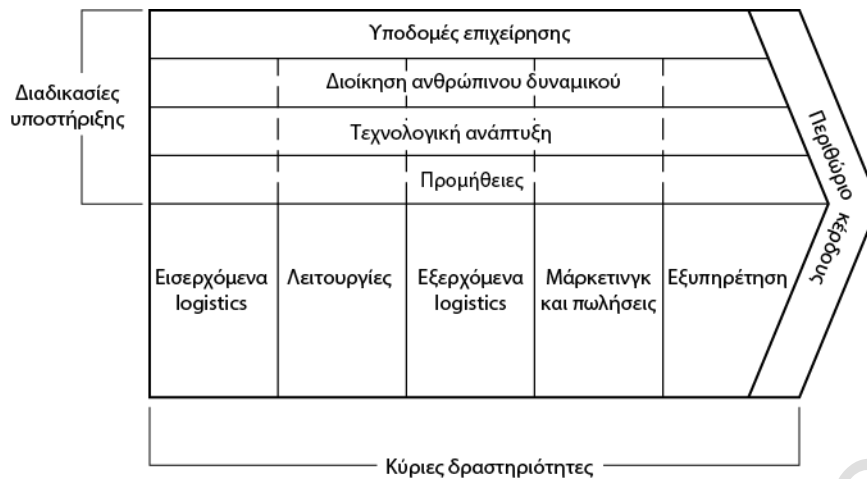 Υποδομές επιχείρησης
Διαδικασίες
υποστήριξης
Διοίκηση ανθρώπινου δυναμικού
Τεχνολογική ανάπτυξη
Προμήθειες
Περιθώριο κέρδους
Εισερχόμενα
logistics
Λειτουργίες
Εξερχόμενα
logistics
Μάρκετινγκ
και πωλήσεις
Εξυπηρέτηση
Κύριες δραστηριότητες